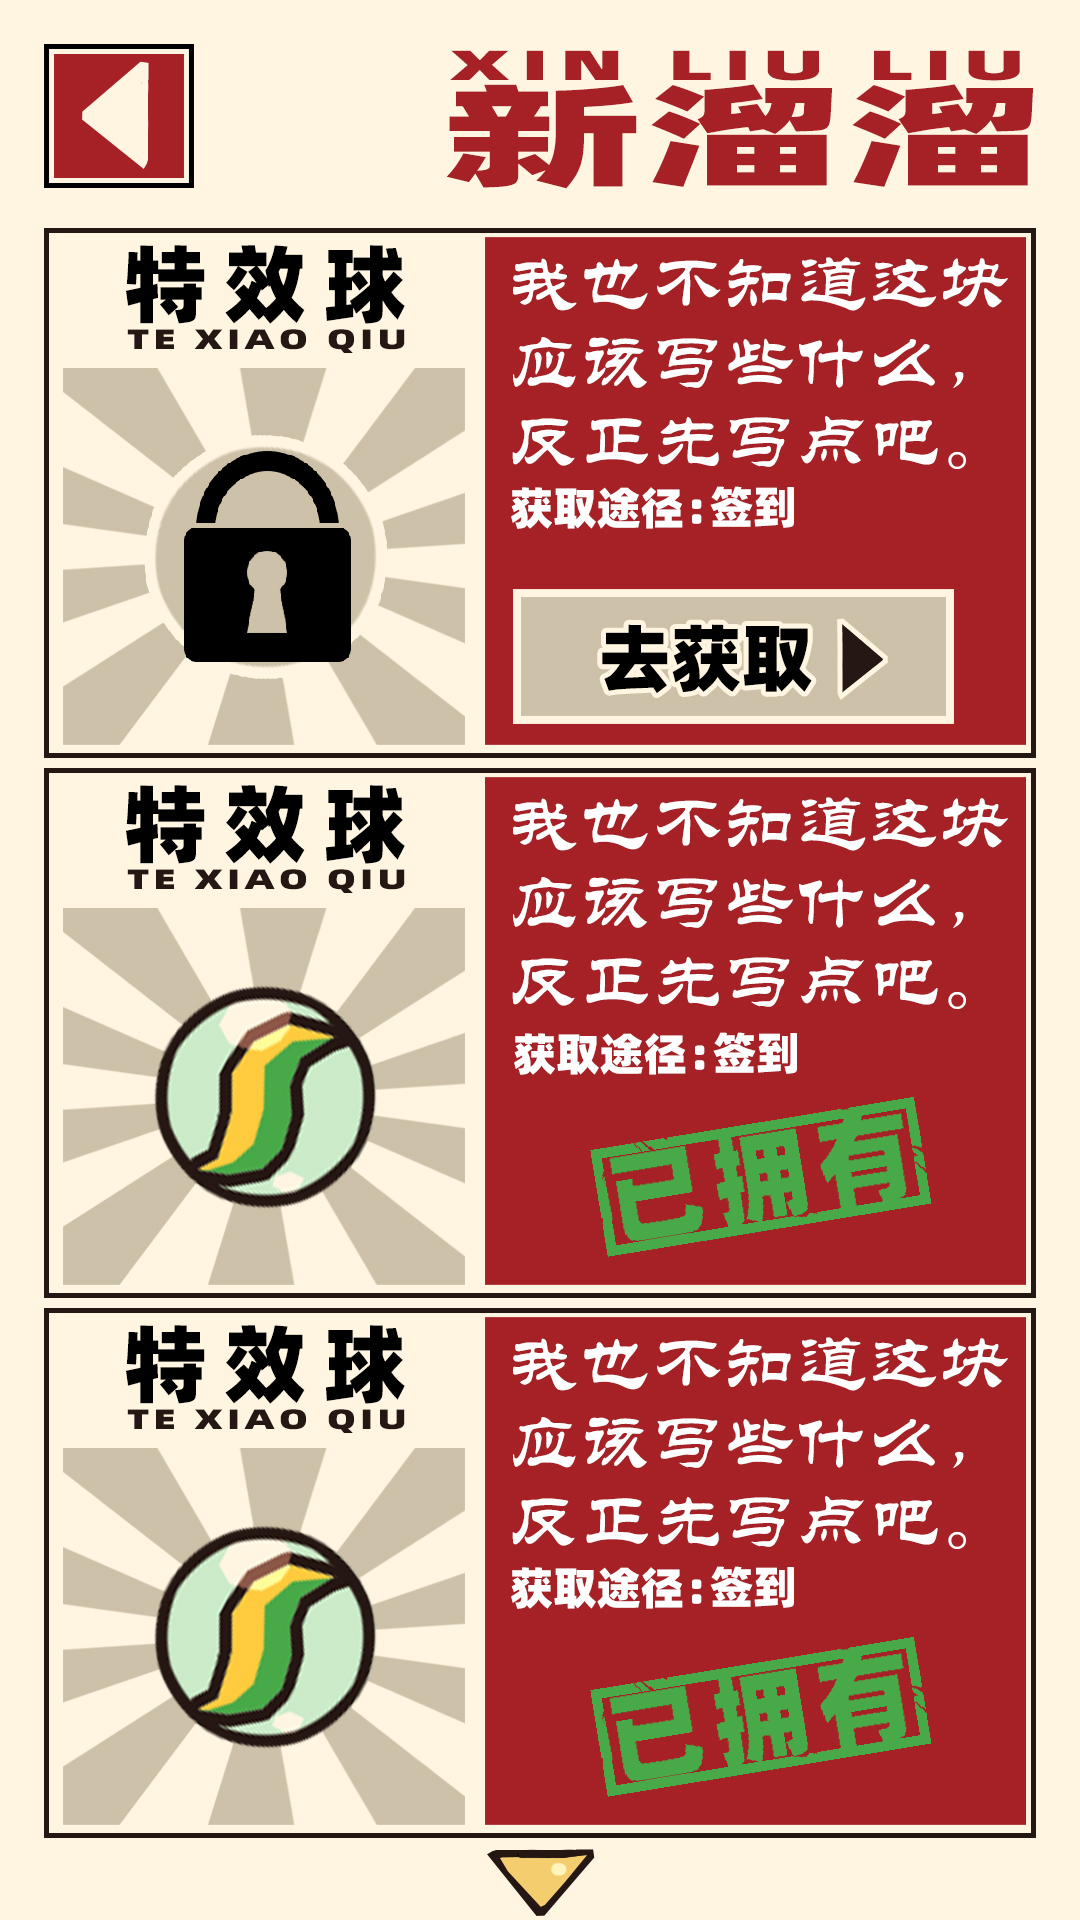 XIN LIU LIU
新溜溜
特效球
TE XIAO QIU
我也不知道这块
应该写些什么，
反正先写点吧。
获取途径:签到
去获取
特效球
TE XIAO QIU
我也不知道这块
应该写些什么，
反正先写点吧。
获取途径:签到
已拥有
特效球
TE XIAO QIU
我也不知道这块
应该写些什么，
反正先写点吧。
获取途径:签到
已拥有